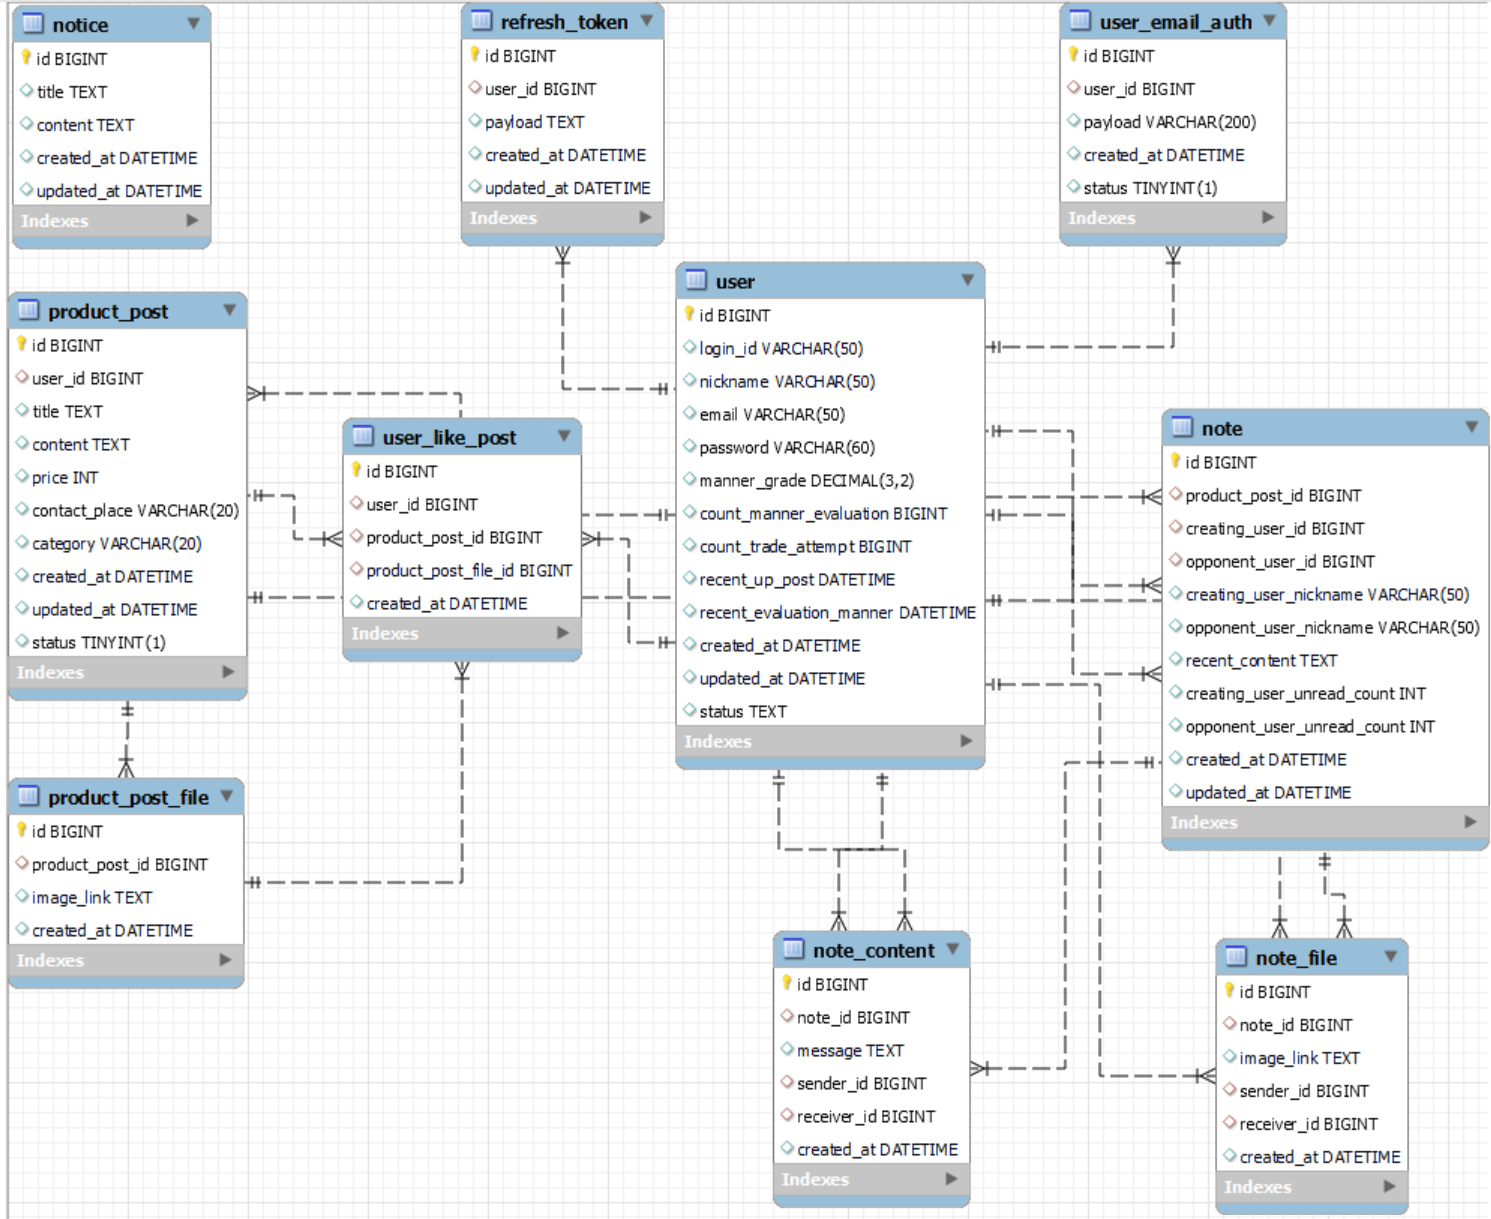 notice
id BIGINT
title TEXT
content TEXT
created_at DATETIME
updated_at DATETIME
Indexes
refresh_token
id BIGINT
user_id BIGINT
payload TEXT
created_at DATETIME
updated_at DATETIME
Indexes
user_email_auth
id BIGINT
user_id BIGINT
payload VARCHAR(200)
created_at DATETIME
status TINYINT(1)
Indexes
product_post
id BIGINT
user_id BIGINT
title TEXT
content TEXT
price INT
contact_place VARCHAR(20)
category VARCHAR(20)
created_at DATETIME
updated_at DATETIME
status TINYINT(1)
Indexes
user_like_post
id BIGINT
user_id BIGINT
product_post_id BIGINT
product_post_file_id BIGINT
created_at DATETIME
Indexes
user
id BIGINT
login_id VARCHAR(50)
nickname VARCHAR(50)
email VARCHAR(50)
password VARCHAR(60)
manner_grade DECIMAL(3,2)
count_manner_evaluation BIGINT
count_trade_attempt BIGINT
recent_up_post DATETIME
recent_evaluation_manner DATETIME
created_at DATETIME
updated_at DATETIME
status TEXT
Indexes
note
id BIGINT
product_post_id BIGINT
creating_user_id BIGINT
opponent_user_id BIGINT
creating_user_nickname VARCHAR(50)
opponent_user_nickname VARCHAR(50)
recent_content TEXT
creating_user_unread_count INT
opponent_user_unread_count INT
created_at DATETIME
updated_at DATETIME
Indexes
product_post_file
id BIGINT
product_post_id BIGINT
image_link TEXT
created_at DATETIME
Indexes
note_content
id BIGINT
note_id BIGINT
message TEXT
sender_id BIGINT
receiver_id BIGINT
created_at DATETIME
Indexes
note_file
id BIGINT
note_id BIGINT
image_link TEXT
sender_id BIGINT
receiver_id BIGINT
created_at DATETIME
Indexes